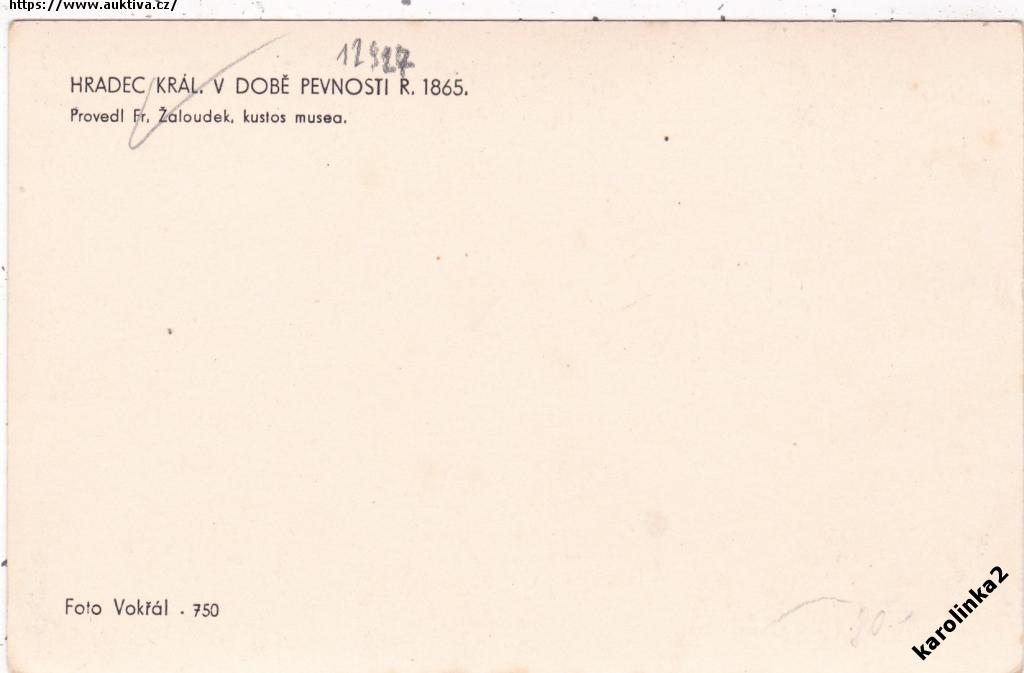 https://www.auktiva.cz/
HRADEC KRÁL. V DOBĚ PEVNOSTI R. 1865.
Provedl Fr. Žaloudek, kustos musea.
Foto Vokřál . 750
karolinka2